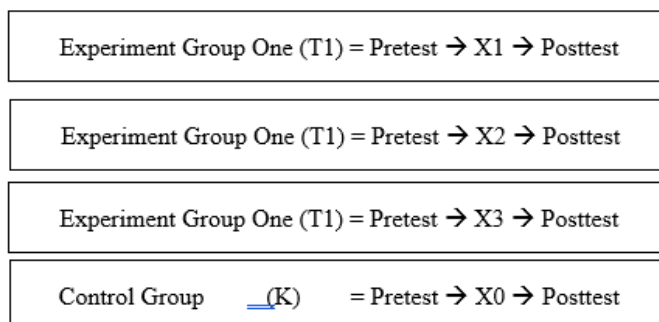 Experiment Group One (T1) = Pretest → X1 → Posttest
Experiment Group One (T1) = Pretest → X2 → Posttest
Experiment Group One (T1) = Pretest → X3 → Posttest
Control Group (K) = Pretest → X0 → Posttest